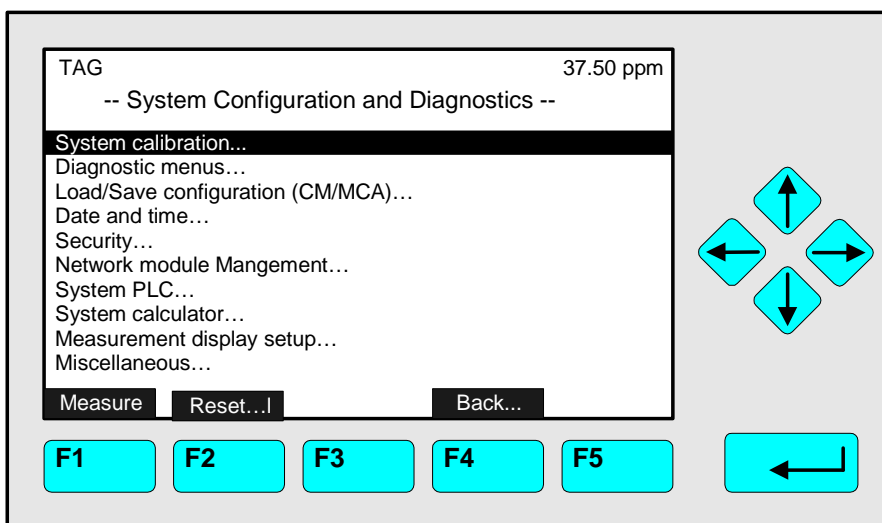 TAG 37.50 ppm
-- System Configuration and Diagnostics --
System calibration...
Diagnostic menus…
Load/Save configuration (CM/MCA)…
Date and time…
Security…
Network module Mangement…
System PLC…
System calculator…
Measurement display setup…
Miscellaneous…
Measure Reset…l Back...
F1 F2 F3 F4 F5